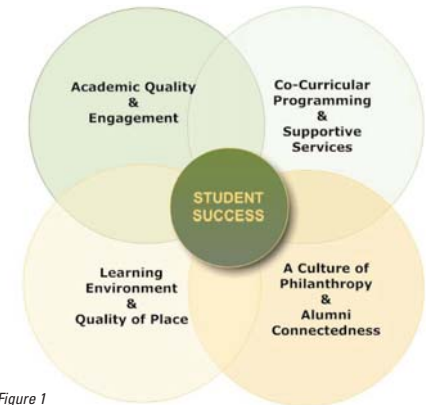 Academic Quality
&
Engagement
Co-Curricular
Programming
&
Supportive
Services
STUDENT
SUCCESS
Learning
Environment
&
Quality of Place
A Culture of
Philanthropy
&
Alumni
Connectedness
Figure 1